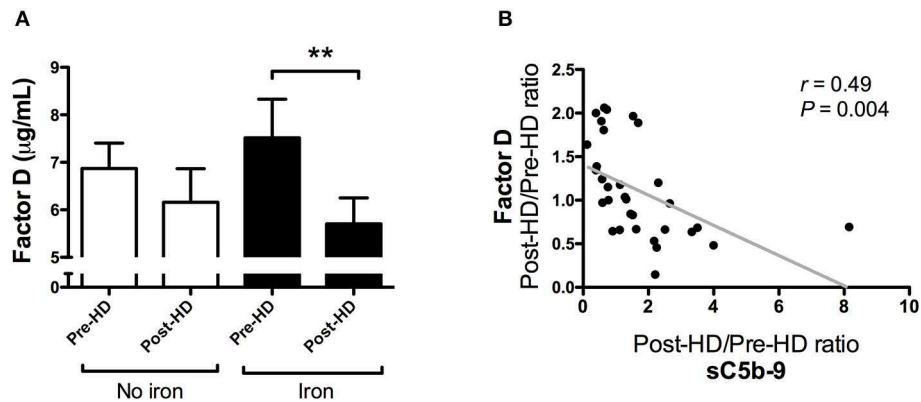 A
Factor D (µg/mL)
9
8
7
6
5
0
**
Pre-HD
Post-HD
Pre-HD
Post-HD
No iron
Iron
B
Factor D
Post-HD/Pre-HD ratio
2.5
2.0
1.5
1.0
0.5
0.0
r = 0.49
P = 0.004
0
2
4
6
8
10
Post-HD/Pre-HD ratio
sC5b-9